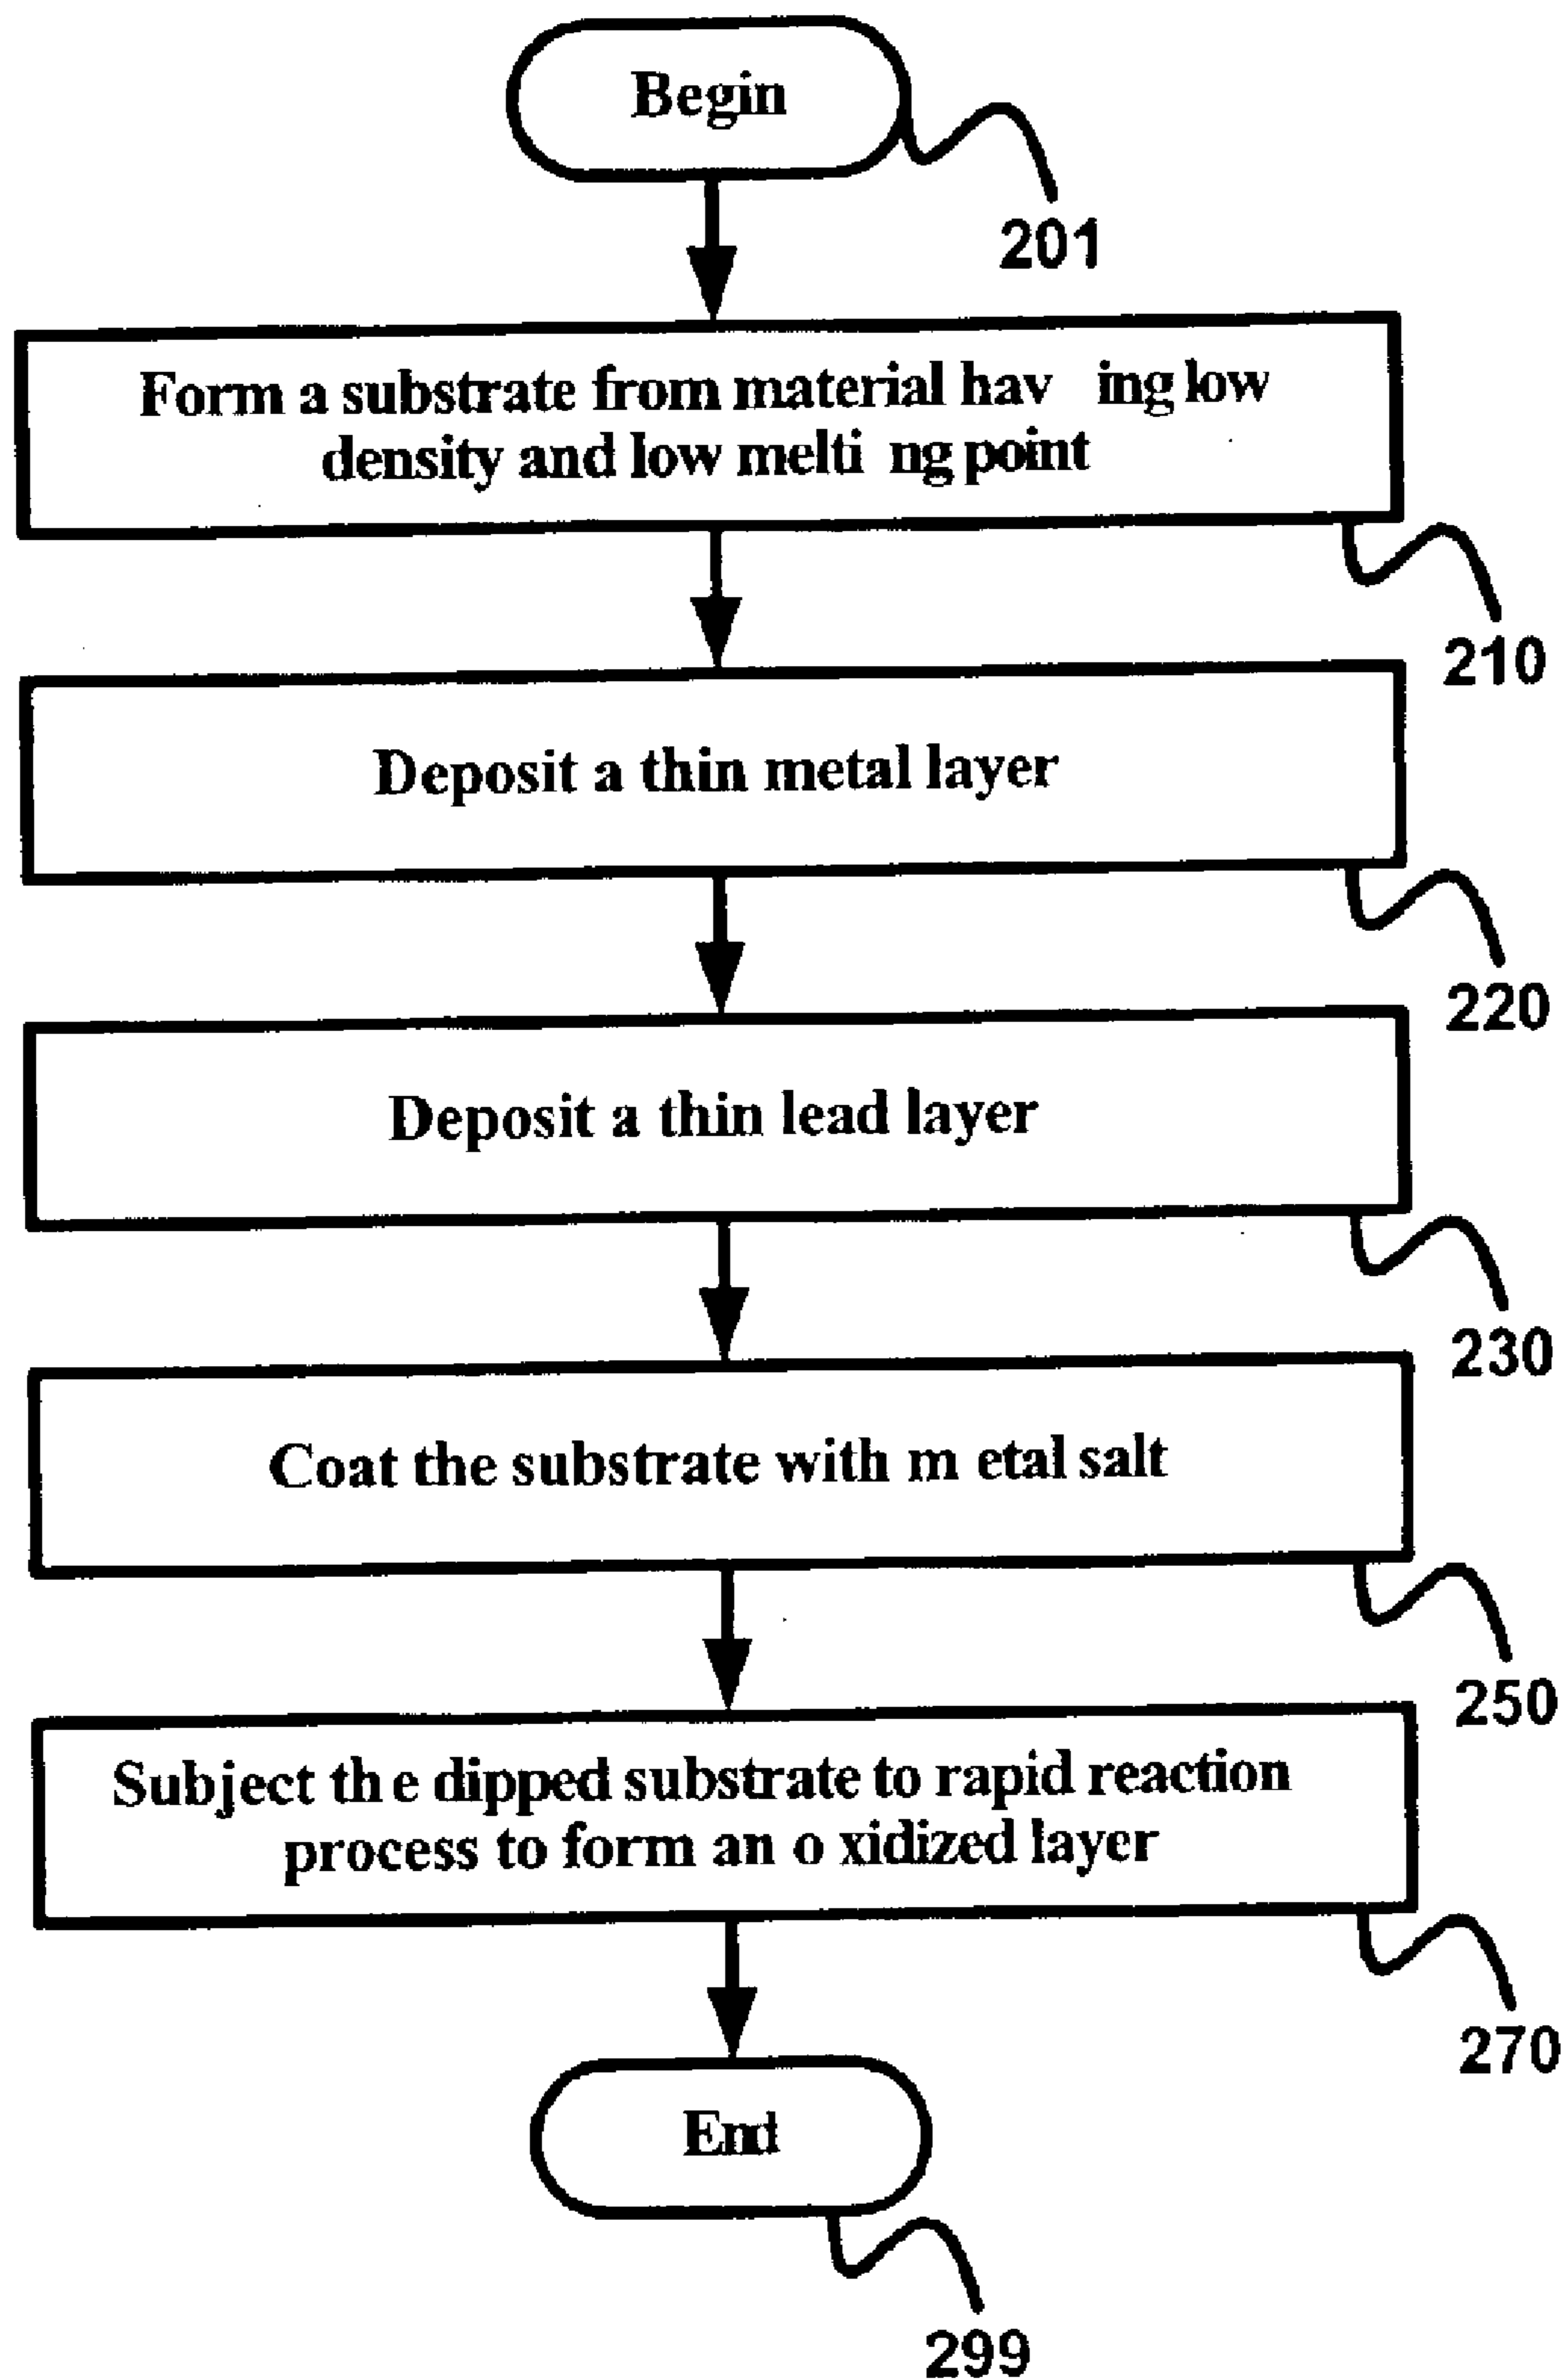 Begin
201
Form a substrate from material hav ing low
density and low melti ng point
210
Deposit a thin metal layer
220
Deposit a thin lead layer
230
Coat the substrate with m etal salt
250
Subject th e dipped substrate to rapid reaction
process to form an o xidized layer
270
End
299